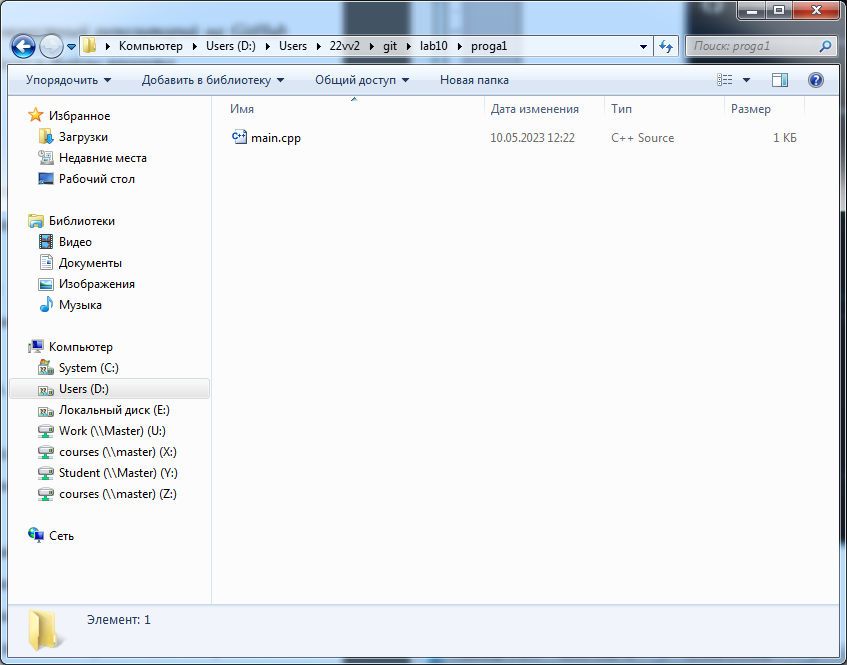 Компьютер Users (D:) Users 22vv2 git lab10 proga1 Поиск: proga1
Упорядочить Добавить в библиотеку Общий доступ Новая папка
Имя Дата изменения Тип Размер
main.cpp 10.05.2023 12:22 C++ Source 1 КБ
Избранное
Загрузки
Недавние места
Рабочий стол
Библиотеки
Видео
Документы
Изображения
Музыка
Компьютер
System (C:)
Users (D:)
Локальный диск (E:)
Work (\\Master) (U:)
courses (\\master) (X:)
Student (\\Master) (Y:)
courses (\\master) (Z:)
Сеть
Элемент: 1